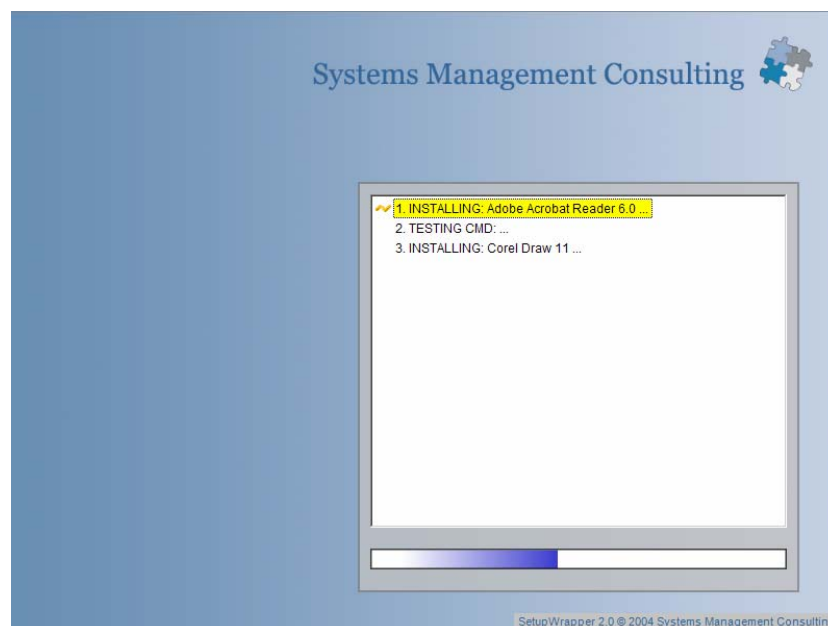 Systems Management Consulting
1. INSTALLING: Adobe Acrobat Reader 6.0 ...
2. TESTING CMD: ...
3. INSTALLING: Corel Draw 11 ...
SetupWrapper 2.0 © 2004 Systems Management Consultin